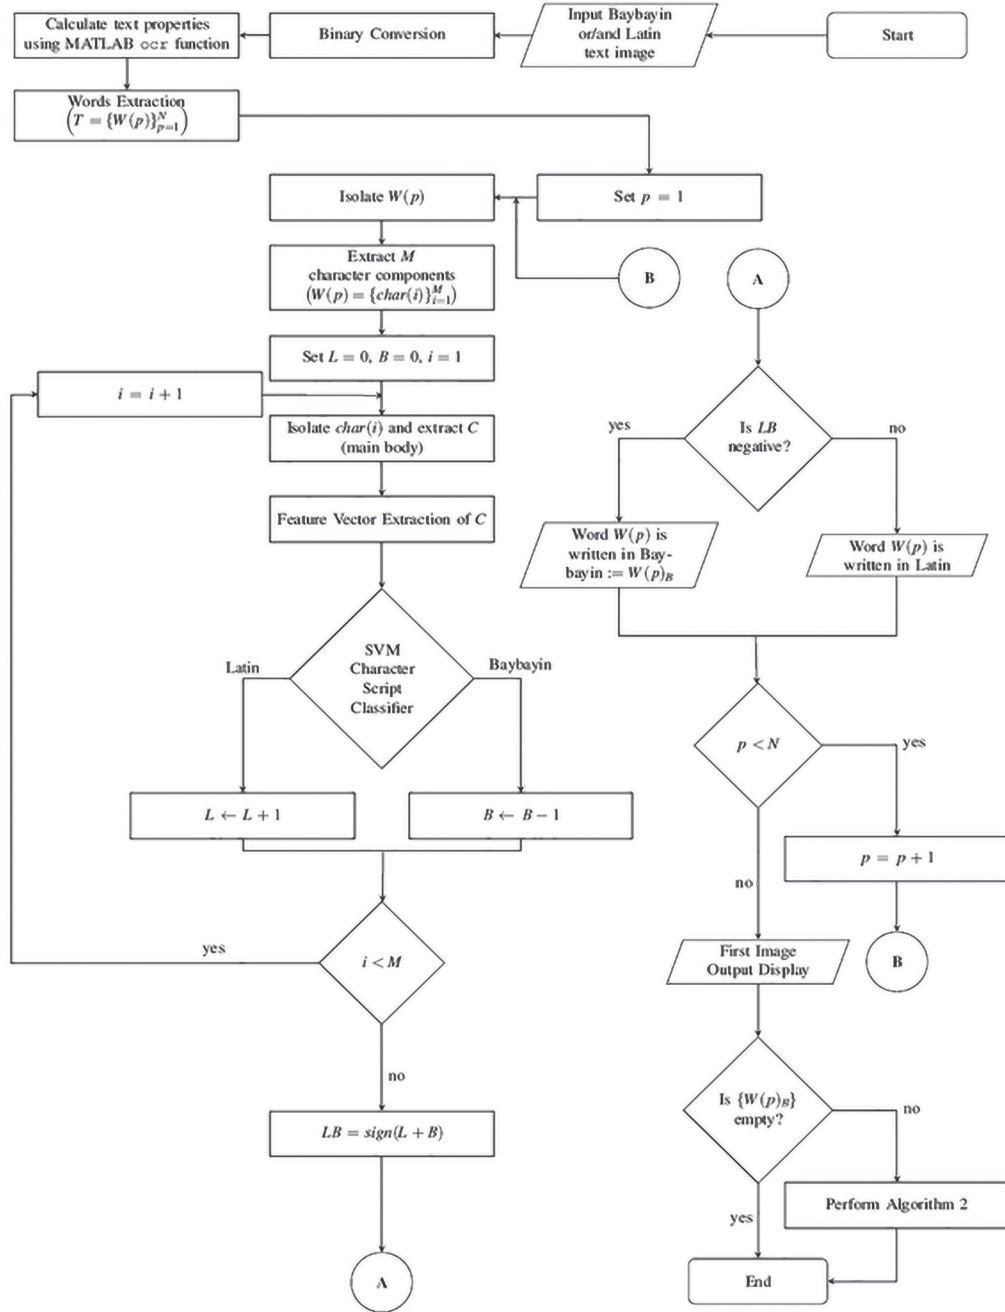 Start
Input Baybayin
or/and Latin
text image
Binary Conversion
Calculate text properties
using MATLAB ocr function
Words Extraction
(T = {W(p)}_{p=1}^{N})
Set p = 1
Isolate W(p)
Extract M
character components
(W(p) = {char(i)}_{i=1}^{M})
B
A
Set L = 0, B = 0, i = 1
i = i + 1
Isolate char(i) and extract C
(main body)
Feature Vector Extraction of C
SVM
Character
Script
Classifier
Latin
Baybayin
L ← L + 1
B ← B − 1
i < M
yes
no
LB = sign(L + B)
A
Is LB
negative?
yes
no
Word W(p) is
written in Bay-
bayin := W(p)_B
Word W(p) is
written in Latin
p < N
yes
no
p = p + 1
B
First Image
Output Display
Is {W(p)_B}
empty?
no
yes
Perform Algorithm 2
End